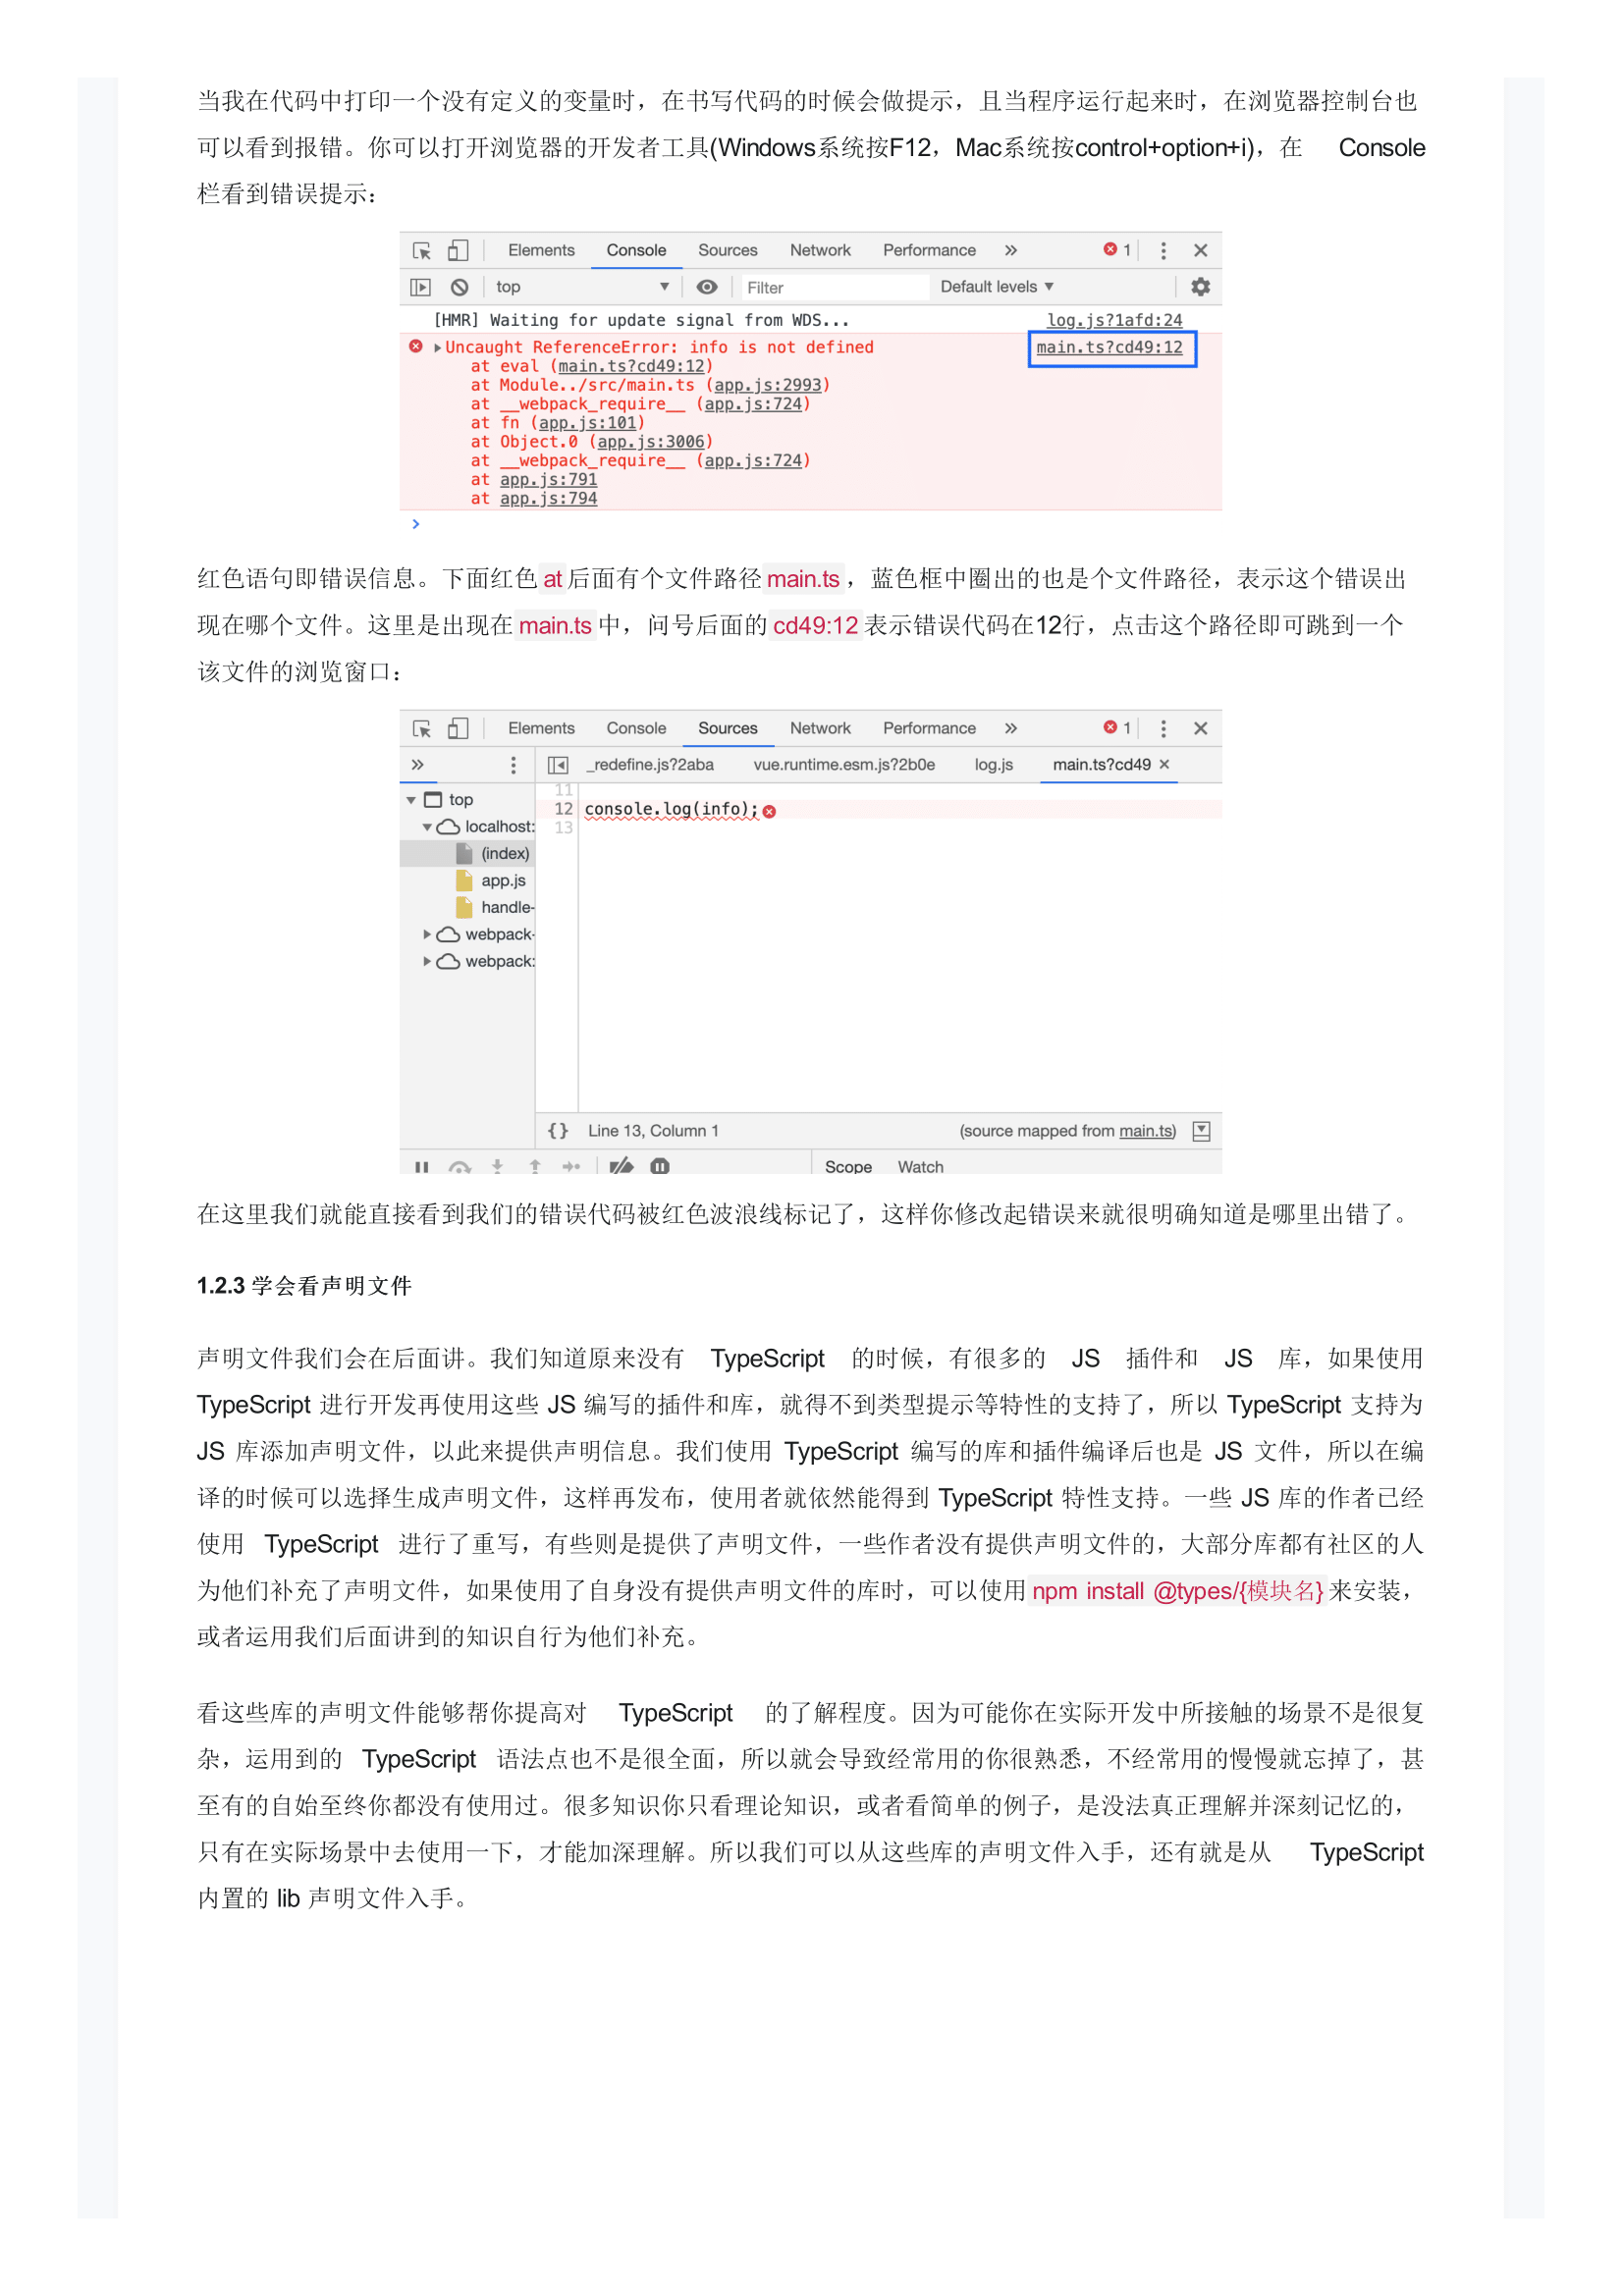 当我在代码中打印一个没有定义的变量时，在书写代码的时候会做提示，且当程序运行起来时，在浏览器控制台也
可以看到报错。你可以打开浏览器的开发者工具(Windows系统按F12，Mac系统按control+option+i)，在 Console
栏看到错误提示：
Elements Console Sources Network Performance » 1
top Filter Default levels ▼
[HMR] Waiting for update signal from WDS... log.js?1afd:24
Uncaught ReferenceError: info is not defined main.ts?cd49:12
at eval (main.ts?cd49:12)
at Module../src/main.ts (app.js:2993)
at __webpack_require__ (app.js:724)
at fn (app.js:101)
at Object.0 (app.js:3006)
at __webpack_require__ (app.js:724)
at app.js:791
at app.js:794
红色语句即错误信息。下面红色 at 后面有个文件路径 main.ts ，蓝色框中圈出的也是个文件路径，表示这个错误出
现在哪个文件。这里是出现在 main.ts 中，问号后面的 cd49:12 表示错误代码在12行，点击这个路径即可跳到一个
该文件的浏览窗口：
Elements Console Sources Network Performance » 1
» _redefine.js?2aba vue.runtime.esm.js?2b0e log.js main.ts?cd49 ×
top
localhost:
(index)
app.js
handle-
webpack-
webpack:
11
12 console.log(info);
13
{} Line 13, Column 1 (source mapped from main.ts)
Scope Watch
在这里我们就能直接看到我们的错误代码被红色波浪线标记了，这样你修改起错误来就很明确知道是哪里出错了。
1.2.3 学会看声明文件
声明文件我们会在后面讲。我们知道原来没有 TypeScript 的时候，有很多的 JS 插件和 JS 库，如果使用
TypeScript 进行开发再使用这些 JS 编写的插件和库，就得不到类型提示等特性的支持了，所以 TypeScript 支持为
JS 库添加声明文件，以此来提供声明信息。我们使用 TypeScript 编写的库和插件编译后也是 JS 文件，所以在编
译的时候可以选择生成声明文件，这样再发布，使用者就依然能得到 TypeScript 特性支持。一些 JS 库的作者已经
使用 TypeScript 进行了重写，有些则是提供了声明文件，一些作者没有提供声明文件的，大部分库都有社区的人
为他们补充了声明文件，如果使用了自身没有提供声明文件的库时，可以使用 npm install @types/{模块名} 来安装，
或者运用我们后面讲到的知识自行为他们补充。
看这些库的声明文件能够帮你提高对 TypeScript 的了解程度。因为可能你在实际开发中所接触的场景不是很复
杂，运用到的 TypeScript 语法点也不是很全面，所以就会导致经常用的你很熟悉，不经常用的慢慢就忘掉了，甚
至有的自始至终你都没有使用过。很多知识你只看理论知识，或者看简单的例子，是没法真正理解并深刻记忆的，
只有在实际场景中去使用一下，才能加深理解。所以我们可以从这些库的声明文件入手，还有就是从 TypeScript
内置的 lib 声明文件入手。